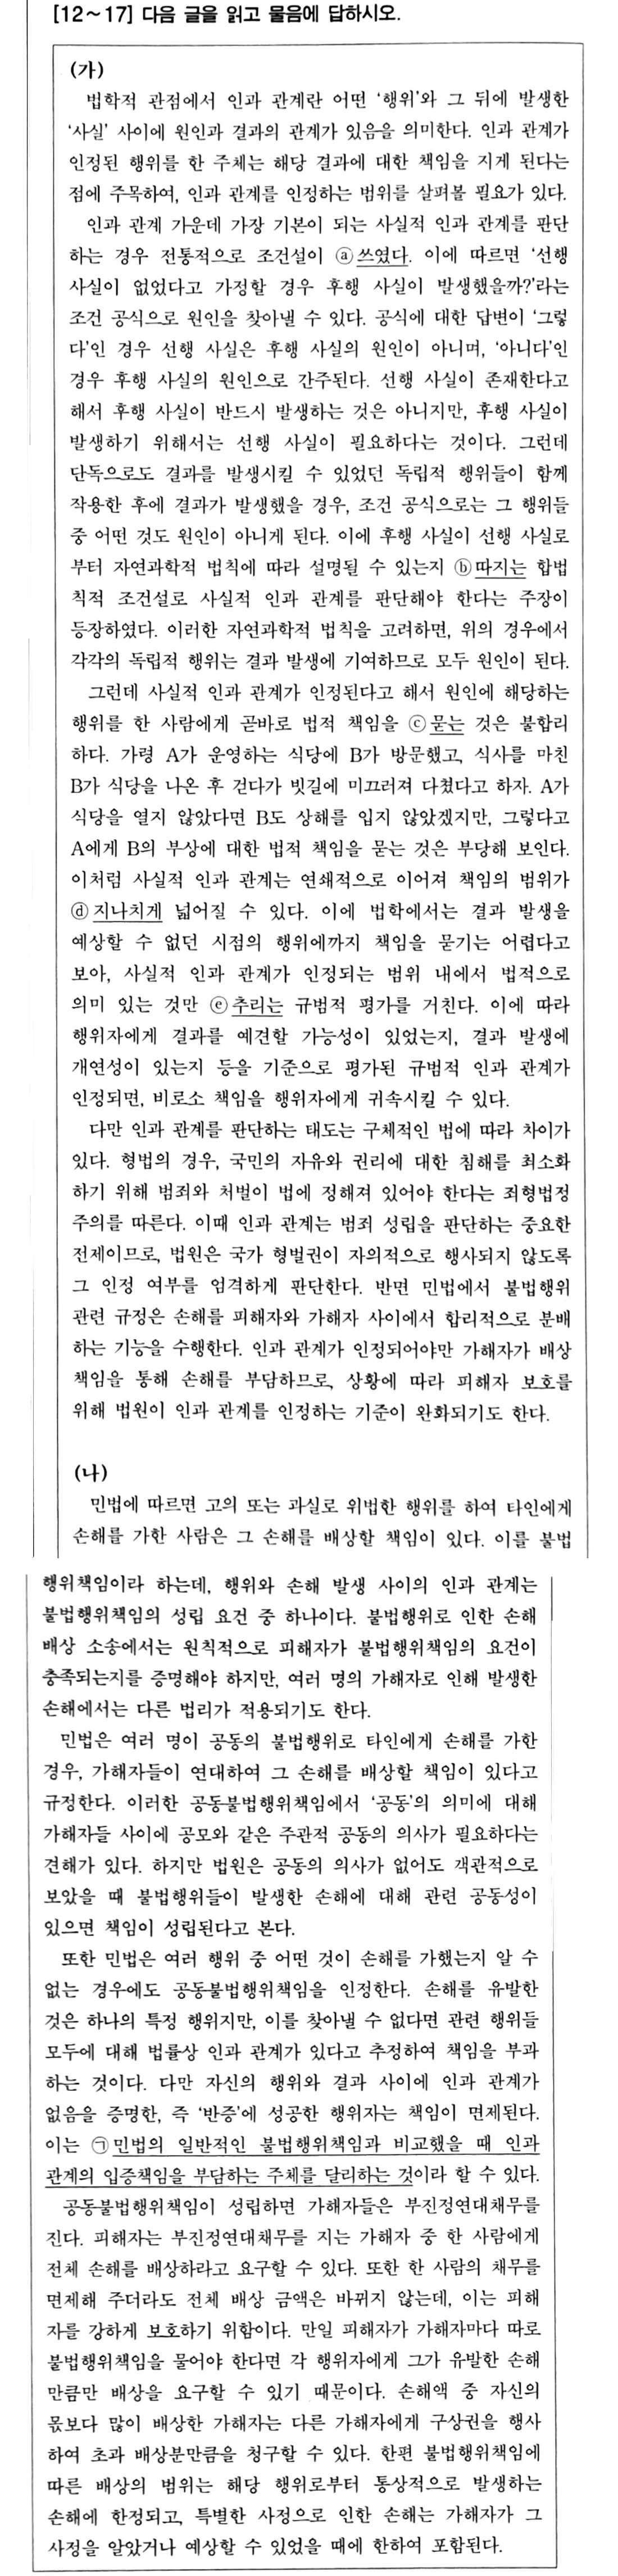 [12~17] 다음 글을 읽고 물음에 답하시오.
(가)
법학적 관점에서 인과 관계란 어떤 '행위'와 그 뒤에 발생한
'사실' 사이에 원인과 결과의 관계가 있음을 의미한다. 인과 관계가
인정된 행위를 한 주체는 해당 결과에 대한 책임을 지게 된다는
점에 주목하여, 인과 관계를 인정하는 범위를 살펴볼 필요가 있다.
인과 관계 가운데 가장 기본이 되는 사실적 인과 관계를 판단
하는 경우 전통적으로 조건설이 ⓐ쓰였다. 이에 따르면 '선행
사실이 없었다고 가정할 경우 후행 사실이 발생했을까?'라는
조건 공식으로 원인을 찾아낼 수 있다. 공식에 대한 답변이 '그렇
다'인 경우 선행 사실은 후행 사실의 원인이 아니며, '아니다'인
경우 후행 사실의 원인으로 간주된다. 선행 사실이 존재한다고
해서 후행 사실이 반드시 발생하는 것은 아니지만, 후행 사실이
발생하기 위해서는 선행 사실이 필요하다는 것이다. 그런데
단독으로도 결과를 발생시킬 수 있었던 독립적 행위들이 함께
작용한 후에 결과가 발생했을 경우, 조건 공식으로는 그 행위들
중 어떤 것도 원인이 아니게 된다. 이에 후행 사실이 선행 사실로
부터 자연과학적 법칙에 따라 설명될 수 있는지 ⓑ따지는 합법
칙적 조건설로 사실적 인과 관계를 판단해야 한다는 주장이
등장하였다. 이러한 자연과학적 법칙을 고려하면, 위의 경우에서
각각의 독립적 행위는 결과 발생에 기여하므로 모두 원인이 된다.
그런데 사실적 인과 관계가 인정된다고 해서 원인에 해당하는
행위를 한 사람에게 곧바로 법적 책임을 ⓒ묻는 것은 불합리
하다. 가령 A가 운영하는 식당에 B가 방문했고, 식사를 마친
B가 식당을 나온 후 걷다가 빗길에 미끄러져 다쳤다고 하자. A가
식당을 열지 않았다면 B도 상해를 입지 않았겠지만, 그렇다고
A에게 B의 부상에 대한 법적 책임을 묻는 것은 부당해 보인다.
이처럼 사실적 인과 관계는 연쇄적으로 이어져 책임의 범위가
ⓓ지나치게 넓어질 수 있다. 이에 법학에서는 결과 발생을
예상할 수 없던 시점의 행위에까지 책임을 묻기는 어렵다고
보아, 사실적 인과 관계가 인정되는 범위 내에서 법적으로
의미 있는 것만 ⓔ추리는 규범적 평가를 거친다. 이에 따라
행위자에게 결과를 예견할 가능성이 있었는지, 결과 발생에
개연성이 있는지 등을 기준으로 평가된 규범적 인과 관계가
인정되면, 비로소 책임을 행위자에게 귀속시킬 수 있다.
다만 인과 관계를 판단하는 태도는 구체적인 법에 따라 차이가
있다. 형법의 경우, 국민의 자유와 권리에 대한 침해를 최소화
하기 위해 범죄와 처벌이 법에 정해져 있어야 한다는 죄형법정
주의를 따른다. 이때 인과 관계는 범죄 성립을 판단하는 중요한
전제이므로, 법원은 국가 형벌권이 자의적으로 행사되지 않도록
그 인정 여부를 엄격하게 판단한다. 반면 민법에서 불법행위
관련 규정은 손해를 피해자와 가해자 사이에서 합리적으로 분배
하는 기능을 수행한다. 인과 관계가 인정되어야만 가해자가 배상
책임을 통해 손해를 부담하므로, 상황에 따라 피해자 보호를
위해 법원이 인과 관계를 인정하는 기준이 완화되기도 한다.
(나)
민법에 따르면 고의 또는 과실로 위법한 행위를 하여 타인에게
손해를 가한 사람은 그 손해를 배상할 책임이 있다. 이를 불법
행위책임이라 하는데, 행위와 손해 발생 사이의 인과 관계는
불법행위책임의 성립 요건 중 하나이다. 불법행위로 인한 손해
배상 소송에서는 원칙적으로 피해자가 불법행위책임의 요건이
충족되는지를 증명해야 하지만, 여러 명의 가해자로 인해 발생한
손해에서는 다른 법리가 적용되기도 한다.
민법은 여러 명이 공동의 불법행위로 타인에게 손해를 가한
경우, 가해자들이 연대하여 그 손해를 배상할 책임이 있다고
규정한다. 이러한 공동불법행위책임에서 '공동'의 의미에 대해
가해자들 사이에 공모와 같은 주관적 공동의 의사가 필요하다는
견해가 있다. 하지만 법원은 공동의 의사가 없어도 객관적으로
보았을 때 불법행위들이 발생한 손해에 대해 관련 공동성이
있으면 책임이 성립된다고 본다.
또한 민법은 여러 행위 중 어떤 것이 손해를 가했는지 알 수
없는 경우에도 공동불법행위책임을 인정한다. 손해를 유발한
것은 하나의 특정 행위지만, 이를 찾아낼 수 없다면 관련 행위들
모두에 대해 법률상 인과 관계가 있다고 추정하여 책임을 부과
하는 것이다. 다만 자신의 행위와 결과 사이에 인과 관계가
없음을 증명한, 즉 '반증'에 성공한 행위자는 책임이 면제된다.
이는 ㉠민법의 일반적인 불법행위책임과 비교했을 때 인과
관계의 입증책임을 부담하는 주체를 달리하는 것이라 할 수 있다.
공동불법행위책임이 성립하면 가해자들은 부진정연대채무를
진다. 피해자는 부진정연대채무를 지는 가해자 중 한 사람에게
전체 손해를 배상하라고 요구할 수 있다. 또한 한 사람의 채무를
면제해 주더라도 전체 배상 금액은 바뀌지 않는데, 이는 피해
자를 강하게 보호하기 위함이다. 만일 피해자가 가해자마다 따로
불법행위책임을 물어야 한다면 각 행위자에게 그가 유발한 손해
만큼만 배상을 요구할 수 있기 때문이다. 손해액 중 자신의
몫보다 많이 배상한 가해자는 다른 가해자에게 구상권을 행사
하여 초과 배상분만큼을 청구할 수 있다. 한편 불법행위책임에
따른 배상의 범위는 해당 행위로부터 통상적으로 발생하는
손해에 한정되고, 특별한 사정으로 인한 손해는 가해자가 그
사정을 알았거나 예상할 수 있었을 때에 한하여 포함된다.